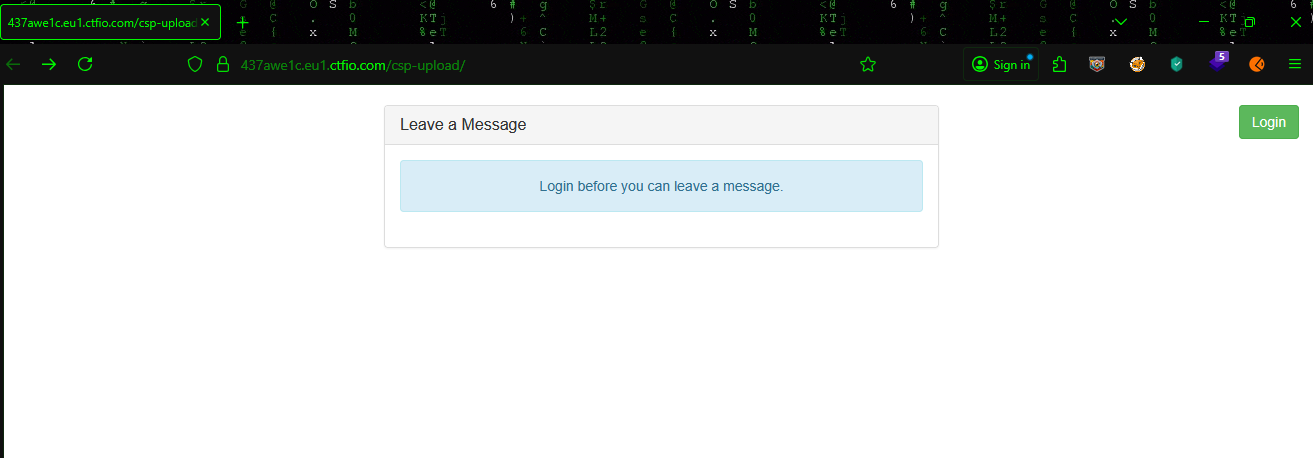 437awe1c.eu1.ctfio.com/csp-upload
437awe1c.eu1.ctfio.com/csp-upload/
Sign in
5
Leave a Message
Login
Login before you can leave a message.